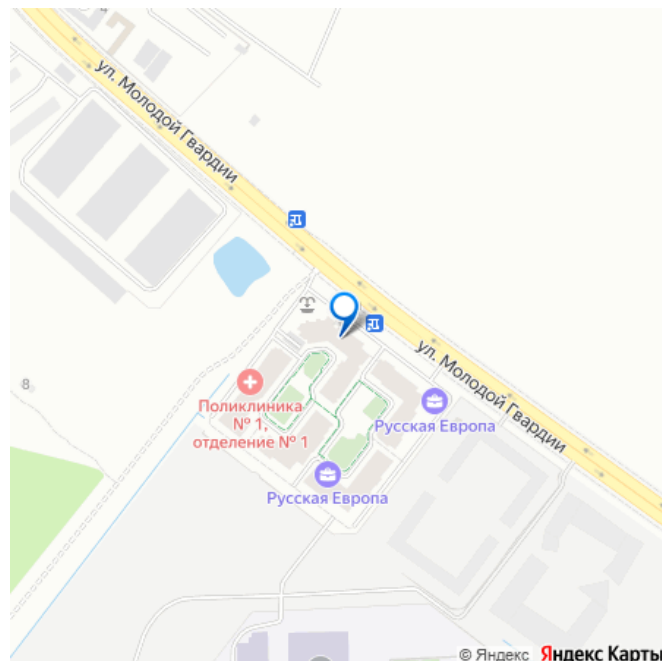 ул. Молодой Гвардии
ул. Молодой Гвардии
8
Поликлиника
№ 1,
отделение № 1
Русская Европа
Русская Европа
© Яндекс Яндекс Карты